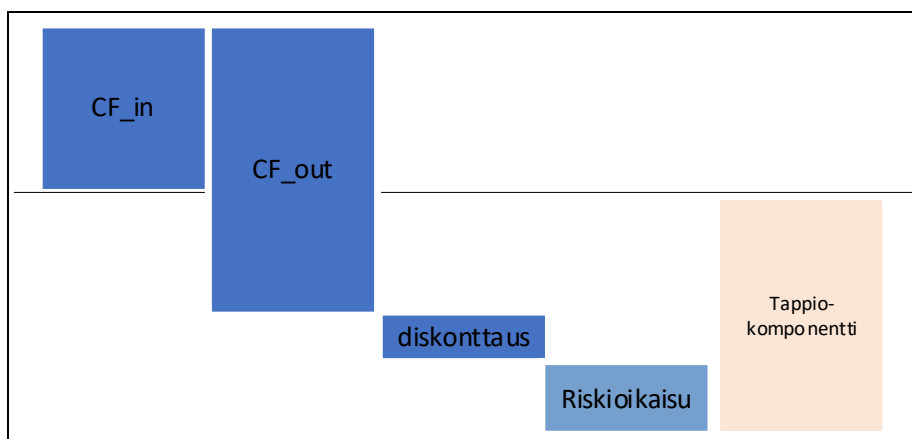 CF_in
CF_out
diskonttaus
Riskioikaisu
Tappio-
komponentti